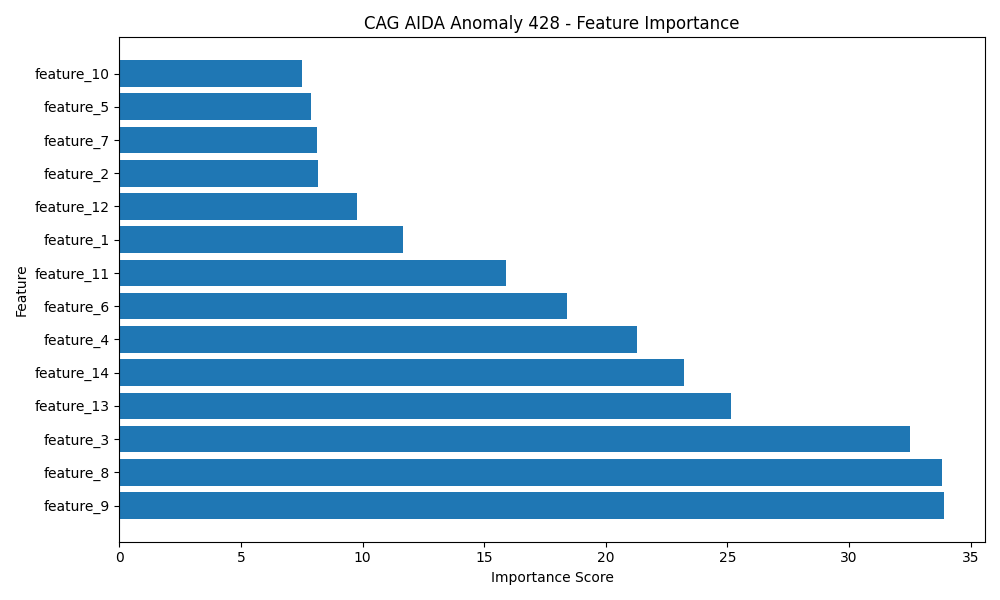 CAG AIDA Anomaly 428 - Feature Importance
Feature
feature_10
feature_5
feature_7
feature_2
feature_12
feature_1
feature_11
feature_6
feature_4
feature_14
feature_13
feature_3
feature_8
feature_9
0 5 10 15 20 25 30 35
Importance Score